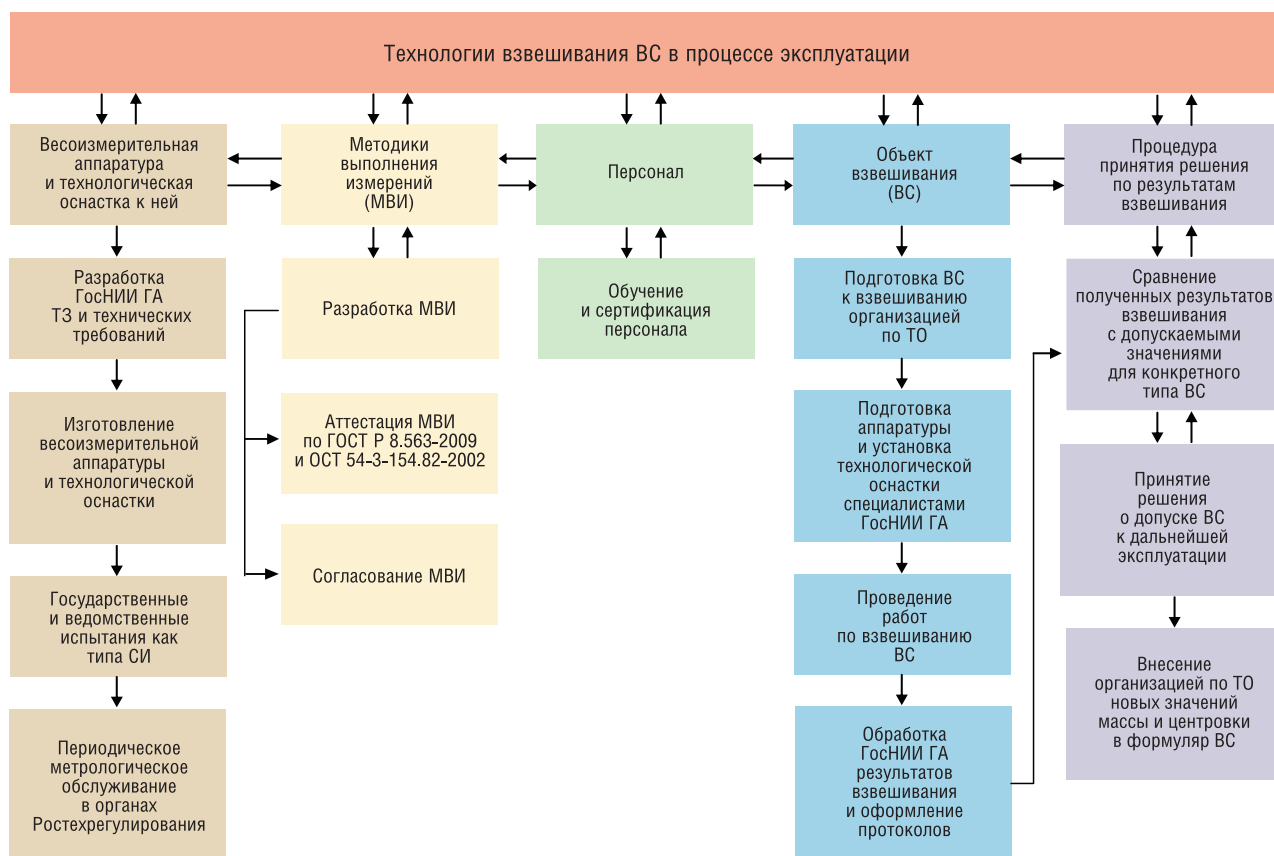 Технологии взвешивания ВС в процессе эксплуатации
Весоизмерительная
аппаратура
и технологическая
оснастка к ней
Методики
выполнения
измерений
(МВИ)
Персонал
Объект
взвешивания
(ВС)
Процедура
принятия решения
по результатам
взвешивания
Разработка
ГосНИИ ГА
ТЗ и технических
требований
Изготовление
весоизмерительной
аппаратуры
и технологической
оснастки
Государственные
и ведомственные
испытания как
типа СИ
Периодическое
метрологическое
обслуживание
в органах
Ростехрегулирования
Разработка МВИ
Аттестация МВИ
по ГОСТ Р 8.563-2009
и ОСТ 54-3-154.82-2002
Согласование МВИ
Обучение
и сертификация
персонала
Подготовка ВС
к взвешиванию
организацией
по ТО
Подготовка
аппаратуры
и установка
технологической
оснастки
специалистами
ГосНИИ ГА
Проведение
работ
по взвешиванию
ВС
Обработка
ГосНИИ ГА
результатов
взвешивания
и оформление
протоколов
Сравнение
полученных результатов
взвешивания
с допускаемыми
значениями
для конкретного
типа ВС
Принятие
решения
о допуске ВС
к дальнейшей
эксплуатации
Внесение
организацией по ТО
новых значений
массы и центровки
в формуляр ВС